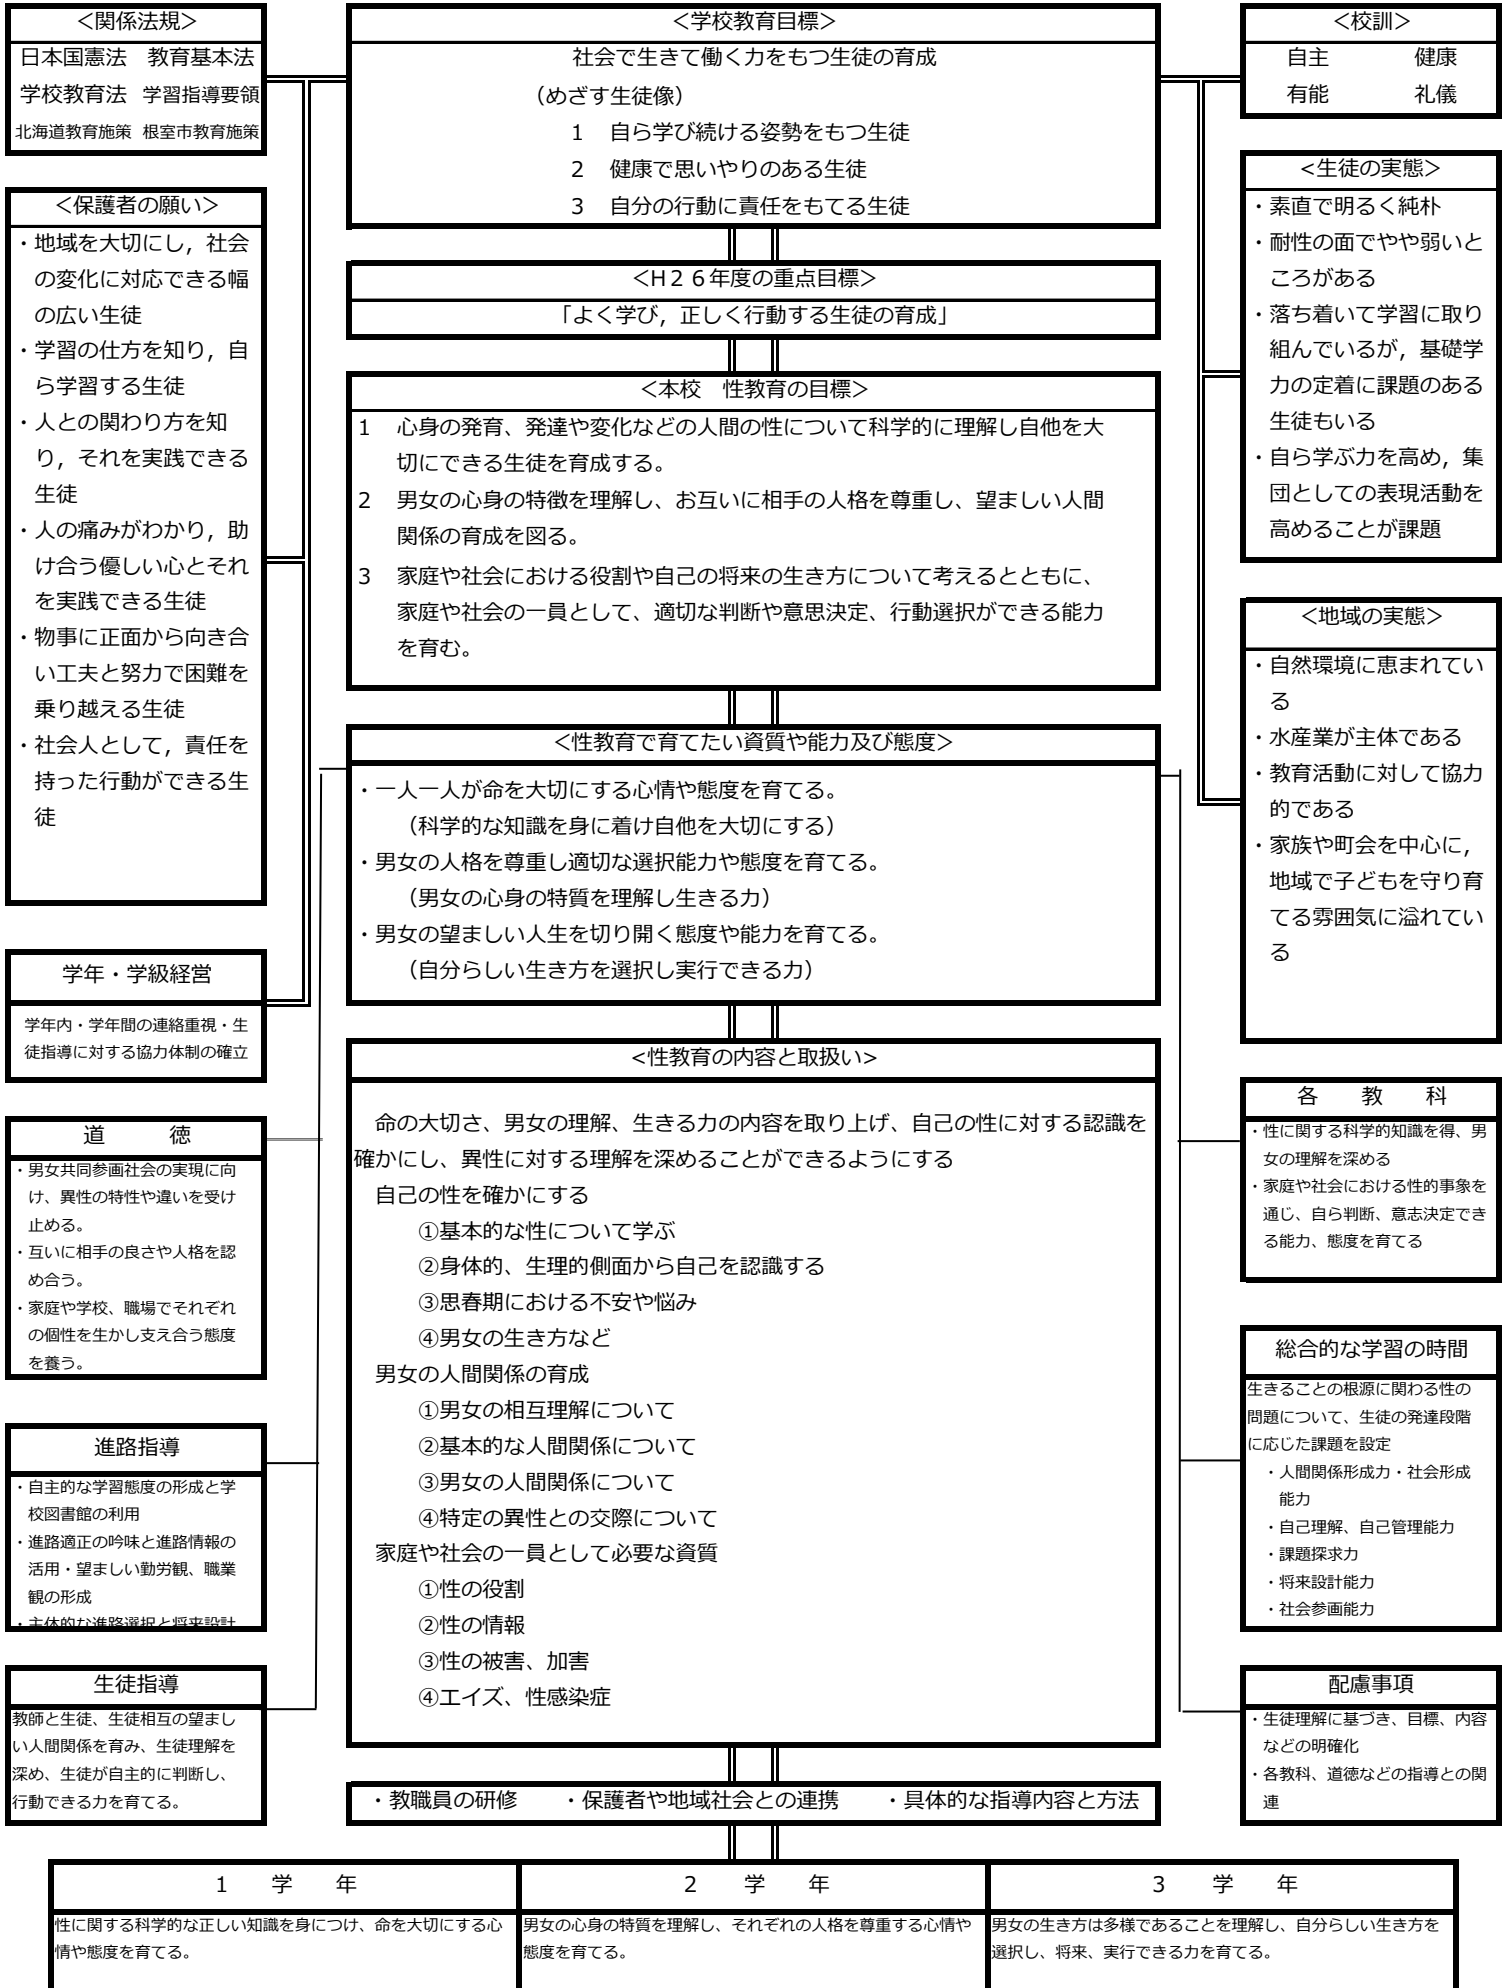 <関係法規>
日本国憲法　教育基本法
学校教育法　学習指導要領
北海道教育施策　根室市教育施策
<保護者の願い>
・地域を大切にし，社会
の変化に対応できる幅
の広い生徒
・学習の仕方を知り，自
ら学習する生徒
・人との関わり方を知
り，それを実践できる
生徒
・人の痛みがわかり，助
け合う優しい心とそれ
を実践できる生徒
・物事に正面から向き合
い工夫と努力で困難を
乗り越える生徒
・社会人として，責任を
持った行動ができる生
徒
学年・学級経営
学年内・学年間の連絡重視・生
徒指導に対する協力体制の確立
道　　　徳
・男女共同参画社会の実現に向
け、異性の特性や違いを受け
止める。
・互いに相手の良さや人格を認
め合う。
・家庭や学校、職場でそれぞれ
の個性を生かし支え合う態度
を養う。
進路指導
・自主的な学習態度の形成と学
校図書館の利用
・進路適正の吟味と進路情報の
活用・望ましい勤労観、職業
観の形成
・主体的な進路選択と将来設計
生徒指導
教師と生徒、生徒相互の望まし
い人間関係を育み、生徒理解を
深め、生徒が自主的に判断し、
行動できる力を育てる。
<学校教育目標>
社会で生きて働く力をもつ生徒の育成
（めざす生徒像）
1　自ら学び続ける姿勢をもつ生徒
2　健康で思いやりのある生徒
3　自分の行動に責任をもてる生徒
<H２６年度の重点目標>
「よく学び，正しく行動する生徒の育成」
<本校　性教育の目標>
1　心身の発育、発達や変化などの人間の性について科学的に理解し自他を大
切にできる生徒を育成する。
2　男女の心身の特徴を理解し、お互いに相手の人格を尊重し、望ましい人間
関係の育成を図る。
3　家庭や社会における役割や自己の将来の生き方について考えるとともに、
家庭や社会の一員として、適切な判断や意思決定、行動選択ができる能力
を育む。
<性教育で育てたい資質や能力及び態度>
・一人一人が命を大切にする心情や態度を育てる。
（科学的な知識を身に着け自他を大切にする）
・男女の人格を尊重し適切な選択能力や態度を育てる。
（男女の心身の特質を理解し生きる力）
・男女の望ましい人生を切り開く態度や能力を育てる。
（自分らしい生き方を選択し実行できる力）
<性教育の内容と取扱い>
命の大切さ、男女の理解、生きる力の内容を取り上げ、自己の性に対する認識を
確かにし、異性に対する理解を深めることができるようにする
自己の性を確かにする
①基本的な性について学ぶ
②身体的、生理的側面から自己を認識する
③思春期における不安や悩み
④男女の生き方など
男女の人間関係の育成
①男女の相互理解について
②基本的な人間関係について
③男女の人間関係について
④特定の異性との交際について
家庭や社会の一員として必要な資質
①性の役割
②性の情報
③性の被害、加害
④エイズ、性感染症
・教職員の研修　　・保護者や地域社会との連携　　・具体的な指導内容と方法
<校訓>
自主　　　健康
有能　　　礼儀
<生徒の実態>
・素直で明るく純朴
・耐性の面でやや弱いと
ころがある
・落ち着いて学習に取り
組んでいるが，基礎学
力の定着に課題のある
生徒もいる
・自ら学ぶ力を高め，集
団としての表現活動を
高めることが課題
<地域の実態>
・自然環境に恵まれてい
る
・水産業が主体である
・教育活動に対して協力
的である
・家族や町会を中心に，
地域で子どもを守り育
てる雰囲気に溢れてい
る
各　　教　　科
・性に関する科学的知識を得、男
女の理解を深める
・家庭や社会における性的事象を
通じ、自ら判断、意志決定でき
る能力、態度を育てる
総合的な学習の時間
生きることの根源に関わる性の
問題について、生徒の発達段階
に応じた課題を設定
・人間関係形成力・社会形成
能力
・自己理解、自己管理能力
・課題探求力
・将来設計能力
・社会参画能力
配慮事項
・生徒理解に基づき、目標、内容
などの明確化
・各教科、道徳などの指導との関
連
1　学　年
性に関する科学的な正しい知識を身につけ、命を大切にする心
情や態度を育てる。
2　学　年
男女の心身の特質を理解し、それぞれの人格を尊重する心情や
態度を育てる。
3　学　年
男女の生き方は多様であることを理解し、自分らしい生き方を
選択し、将来、実行できる力を育てる。